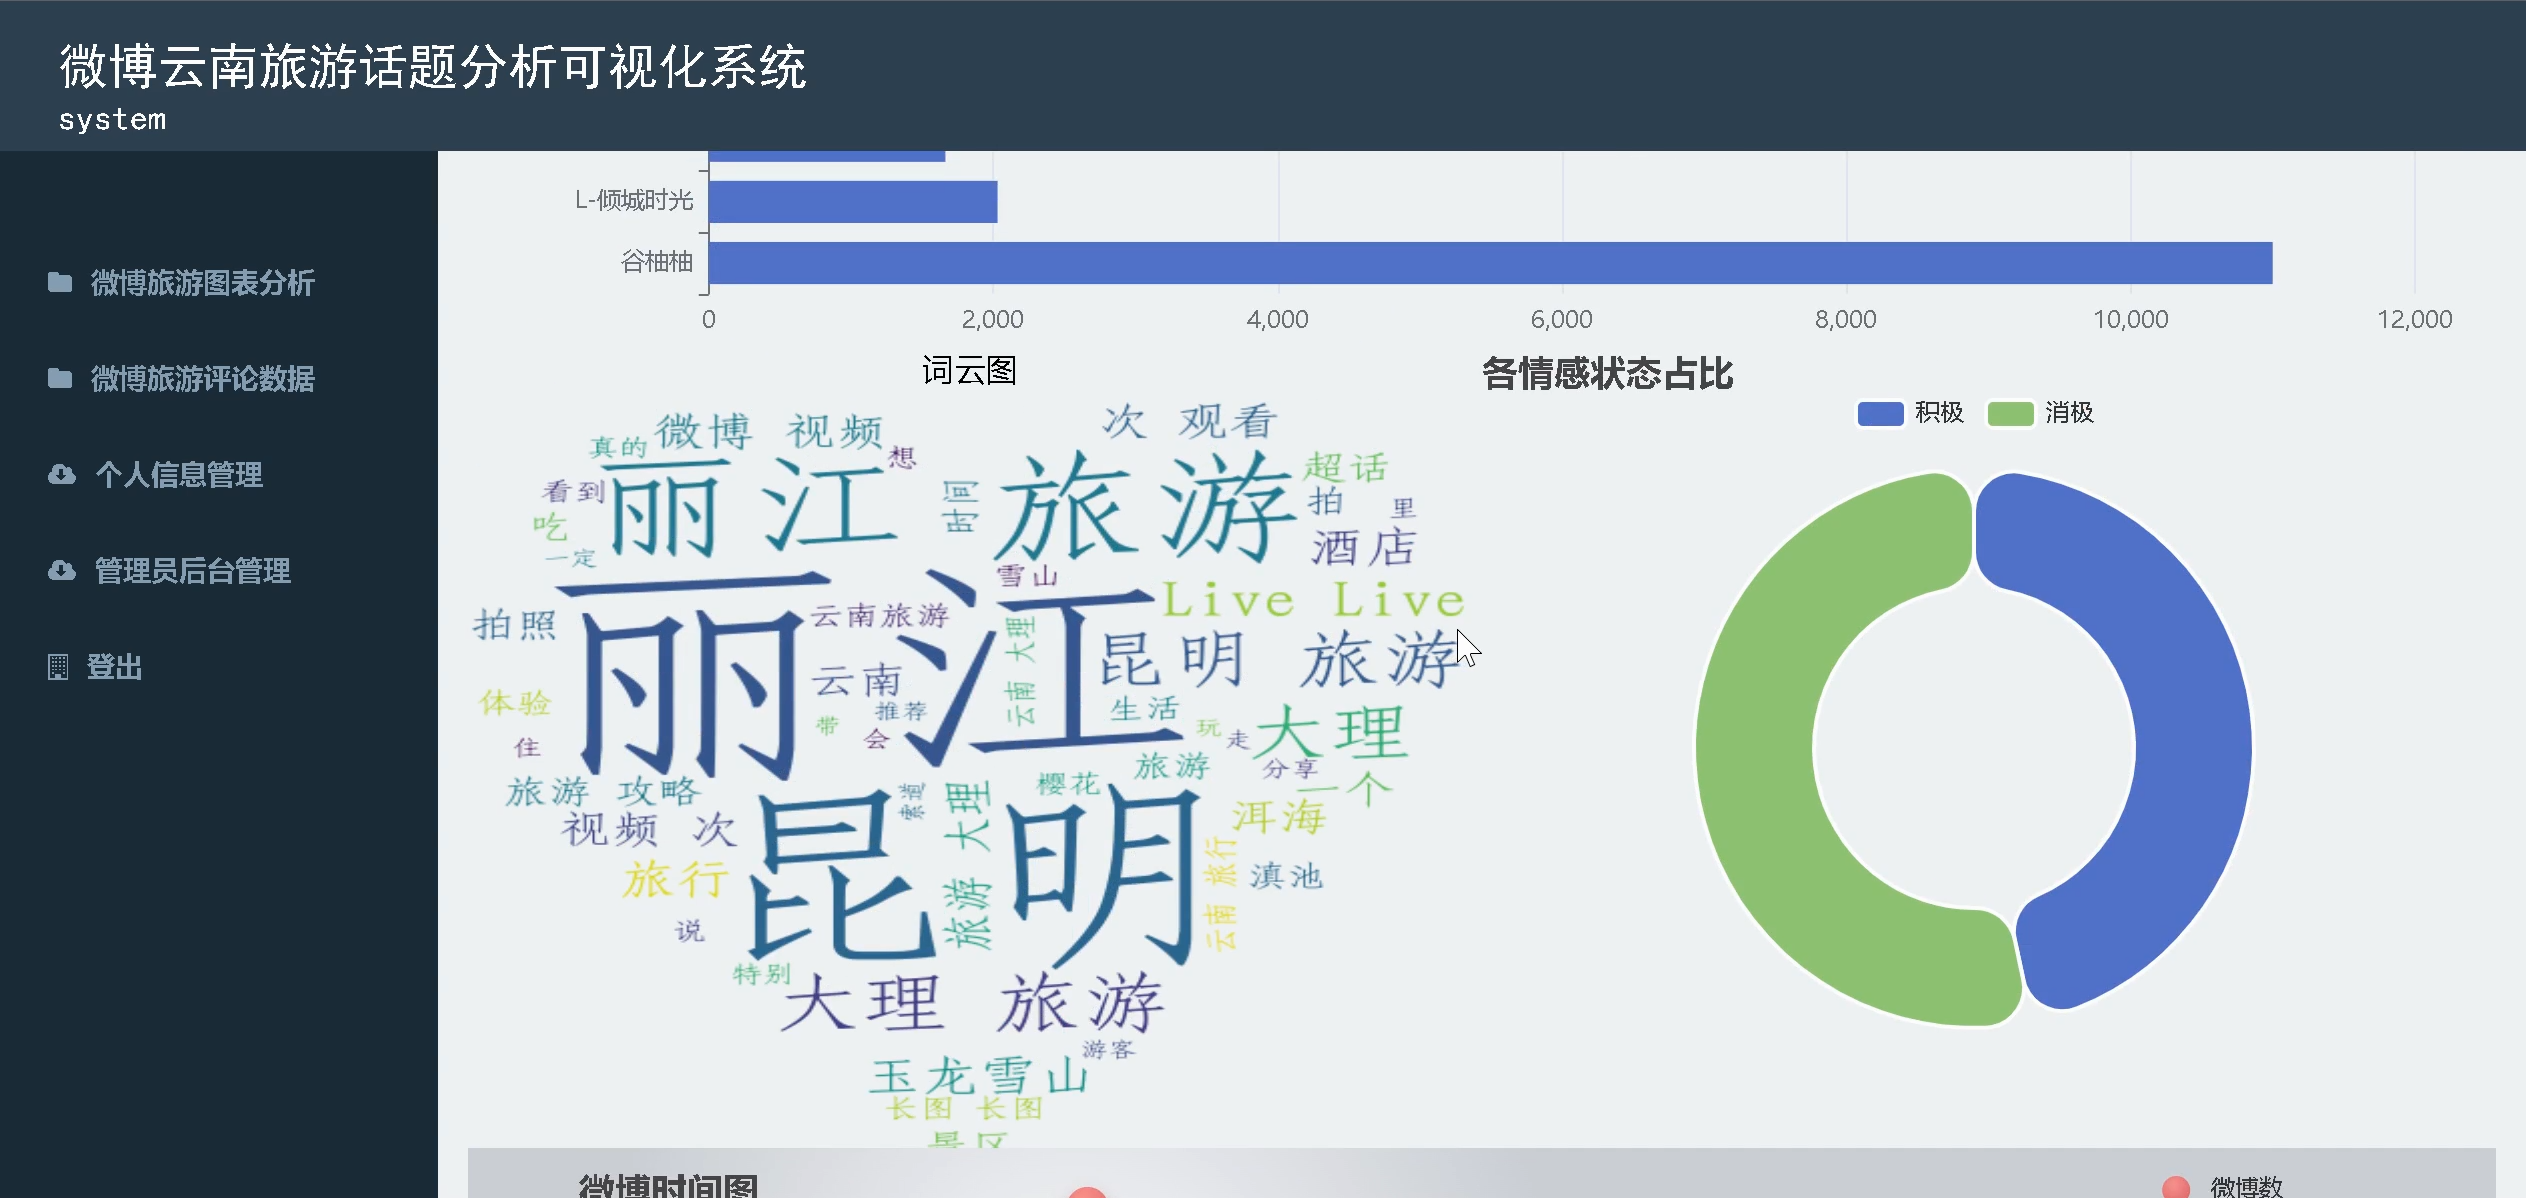 微博云南旅游话题分析可视化系统
system
微博旅游图表分析
微博旅游评论数据
个人信息管理
管理员后台管理
登出
L-倾城时光
谷柚柚
0 2,000 4,000 6,000 8,000 10,000 12,000
词云图
各情感状态占比
积极 消极
次 观看
微博 视频
真的
想
丽江
旅游
超话
看到
时间
拍
里
吃
酒店
一定
雪山
Live Live
丽江
云南旅游
拍照
云南 大理
昆明 旅游
云南
体验
推荐
生活
带
会
玩
走
大理
住
旅游
分享
旅游 攻略
樱花
一个
索道
昆明
旅游 大理
洱海
视频 次
旅行
云南 旅行
滇池
说
特别
大理 旅游
游客
玉龙雪山
长图 长图
景区
微博时间图
微博数